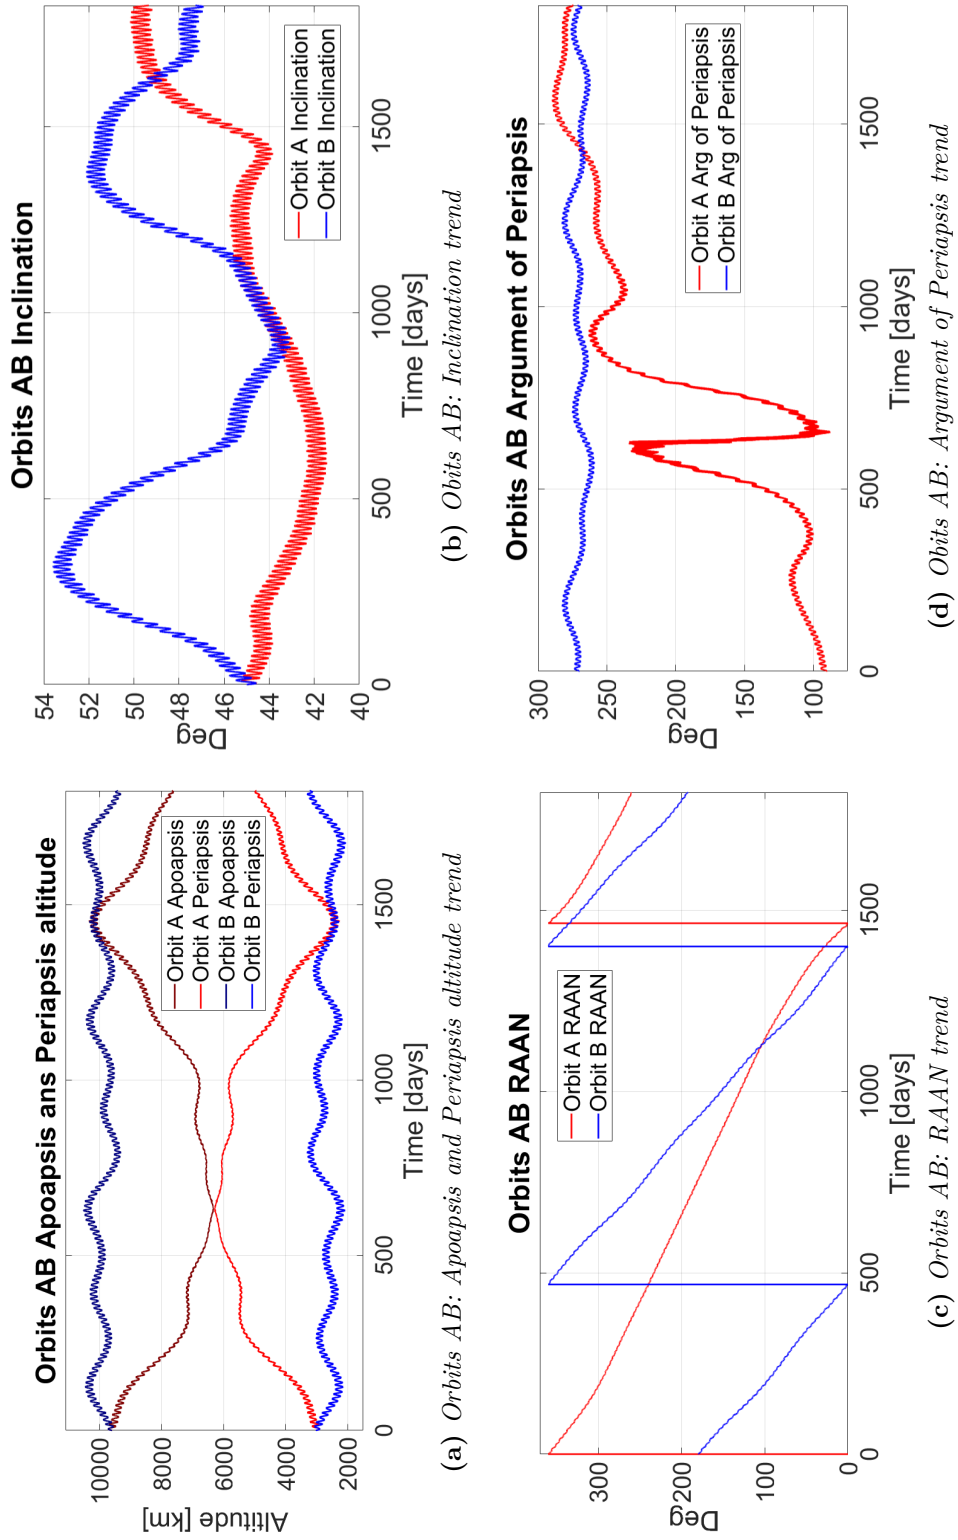 Orbits AB Apoapsis ans Periapsis altitude
Altitude [km]
10000
8000
6000
4000
2000
Orbit A Apoapsis
Orbit A Periapsis
Orbit B Apoapsis
Orbit B Periapsis
0
500
1000
1500
Time [days]
(a) Orbits AB: Apoapsis and Periapsis altitude trend
Orbits AB Inclination
Deg
54
52
50
48
46
44
42
40
Orbit A Inclination
Orbit B Inclination
0
500
1000
1500
Time [days]
(b) Obits AB: Inclination trend
Orbits AB RAAN
Deg
300
200
100
0
Orbit A RAAN
Orbit B RAAN
0
500
1000
1500
Time [days]
(c) Orbits AB: RAAN trend
Orbits AB Argument of Periapsis
Deg
300
250
200
150
100
Orbit A Arg of Periapsis
Orbit B Arg of Periapsis
0
500
1000
1500
Time [days]
(d) Obits AB: Argument of Periapsis trend